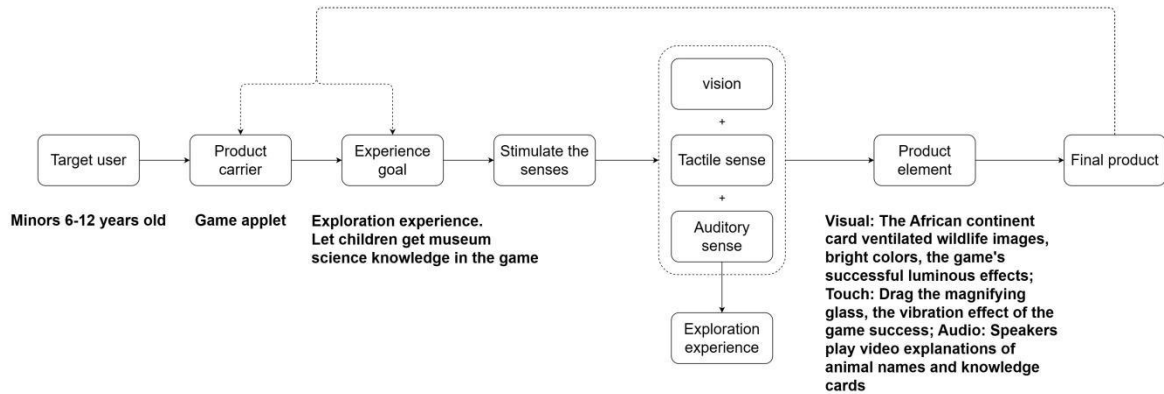 vision
+
Target user
Product
carrier
Experience
goal
Stimulate the
senses
Tactile sense
Product
element
Final product
+
Minors 6-12 years old
Game applet
Exploration experience.
Let children get museum
science knowledge in the game
Auditory
sense
Visual: The African continent
card ventilated wildlife images,
bright colors, the game's
successful luminous effects;
Touch: Drag the magnifying
glass, the vibration effect of the
game success; Audio: Speakers
play video explanations of
animal names and knowledge
cards
Exploration
experience